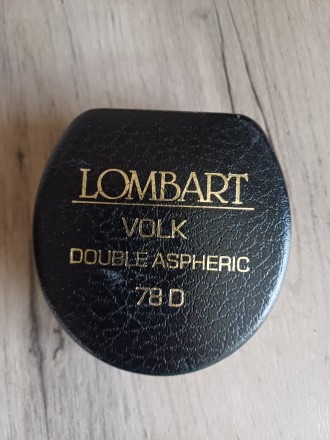 LOMBART
VOLK
DOUBLE ASPHERIC
78 D